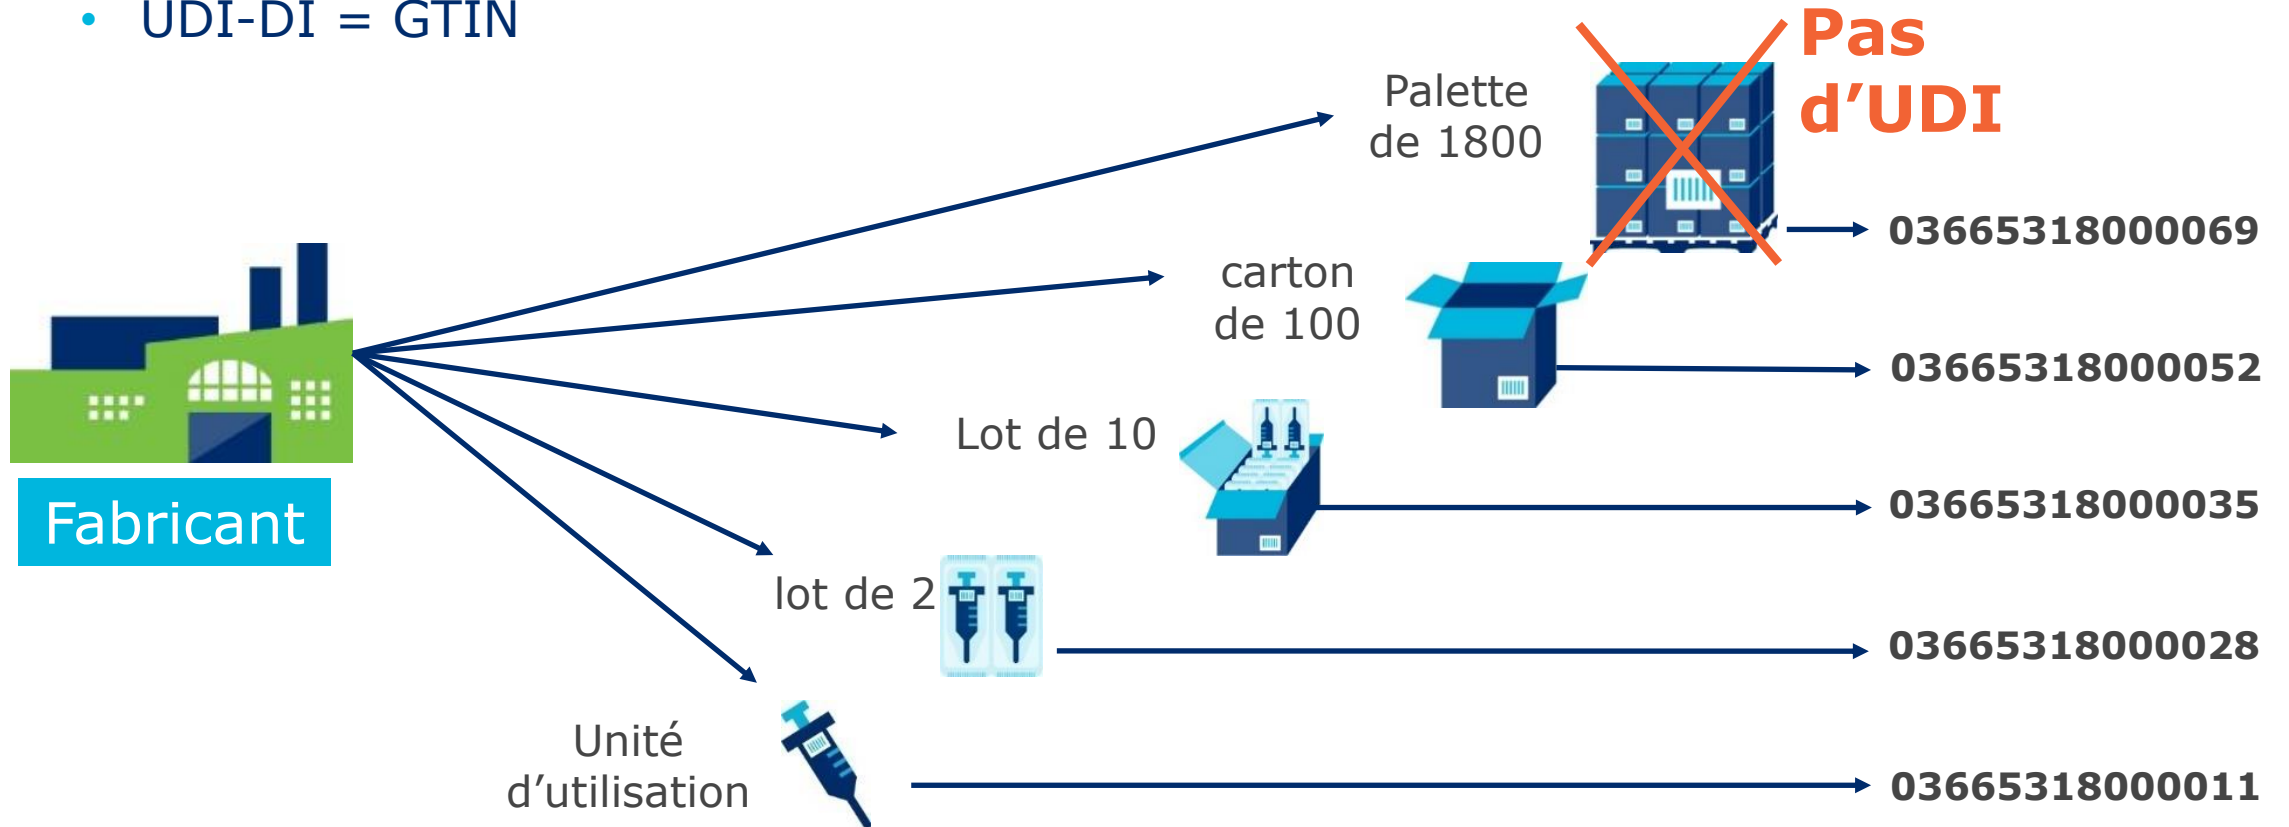 • UDI-DI = GTIN
Pas
d’UDI
Palette
de 1800
03665318000069
carton
de 100
03665318000052
Lot de 10
03665318000035
Fabricant
lot de 2
03665318000028
Unité
d’utilisation
03665318000011